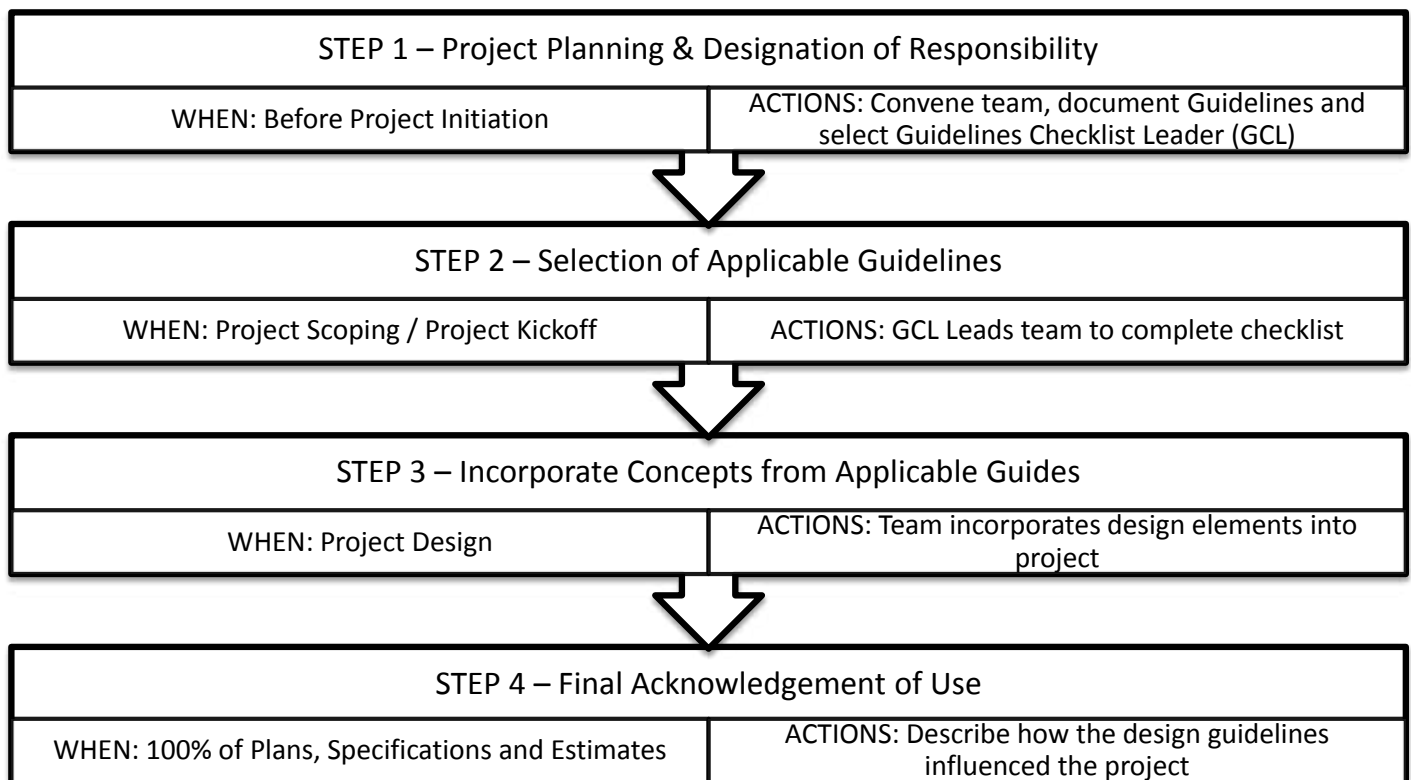 STEP 1 – Project Planning & Designation of Responsibility
WHEN: Before Project Initiation
ACTIONS: Convene team, document Guidelines and
select Guidelines Checklist Leader (GCL)
STEP 2 – Selection of Applicable Guidelines
WHEN: Project Scoping / Project Kickoff
ACTIONS: GCL Leads team to complete checklist
STEP 3 – Incorporate Concepts from Applicable Guides
WHEN: Project Design
ACTIONS: Team incorporates design elements into
project
STEP 4 – Final Acknowledgement of Use
WHEN: 100% of Plans, Specifications and Estimates
ACTIONS: Describe how the design guidelines
influenced the project